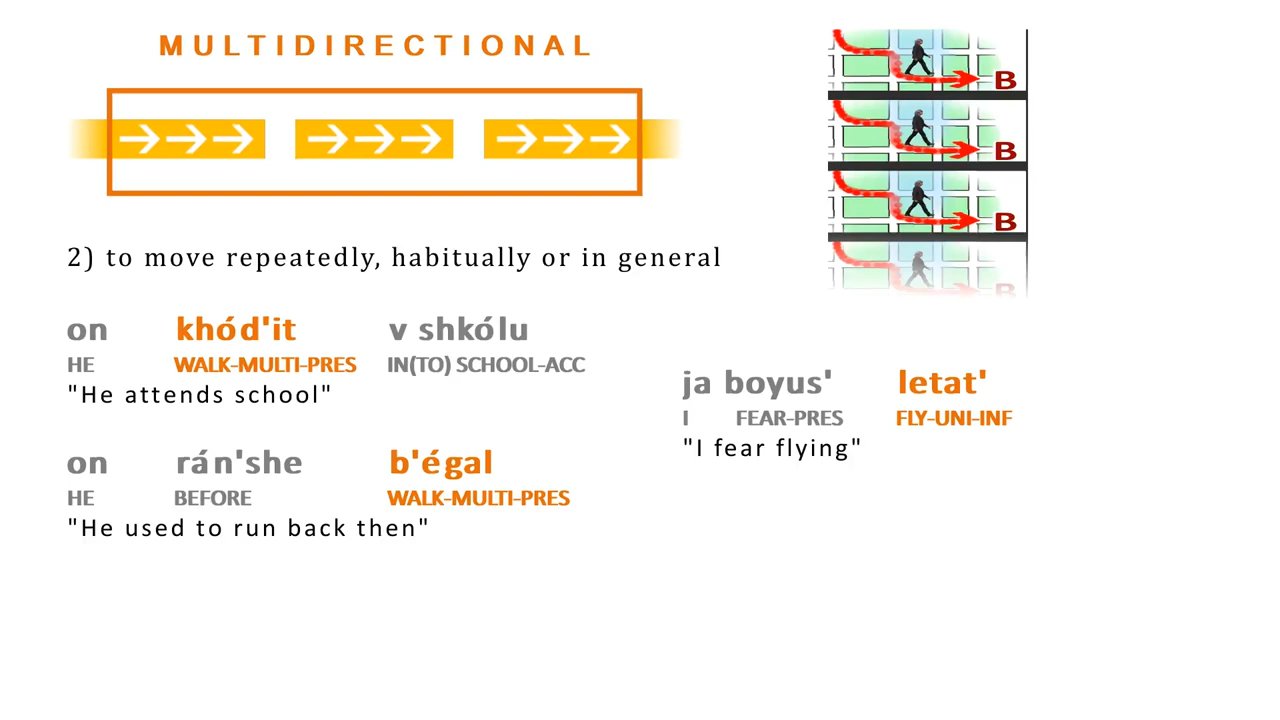 MULTIDIRECTIONAL
B
B
B
B
2) to move repeatedly, habitually or in general
on khód'it v shkólu
HE WALK-MULTI-PRES IN(TO) SCHOOL-ACC
"He attends school"
ja boyus' letat'
I FEAR-PRES FLY-UNI-INF
"I fear flying"
on rán'she b'égal
HE BEFORE WALK-MULTI-PRES
"He used to run back then"